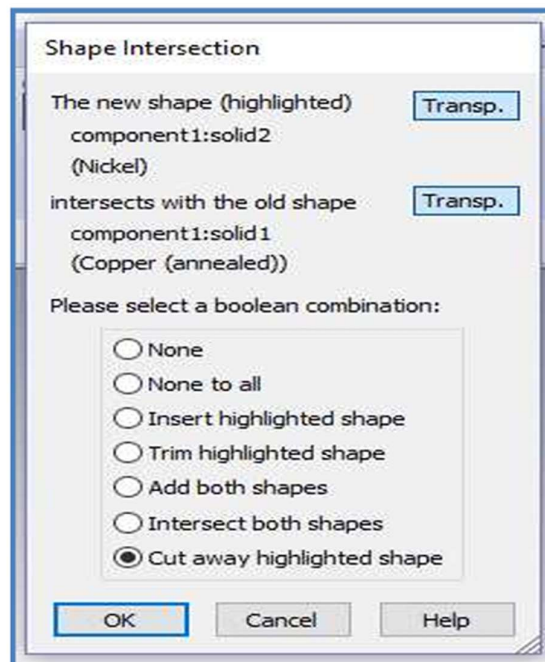 Shape Intersection
The new shape (highlighted) Transp.
component1:solid2
(Nickel)
intersects with the old shape Transp.
component1:solid1
(Copper (annealed))
Please select a boolean combination:
None
None to all
Insert highlighted shape
Trim highlighted shape
Add both shapes
Intersect both shapes
Cut away highlighted shape
OK Cancel Help